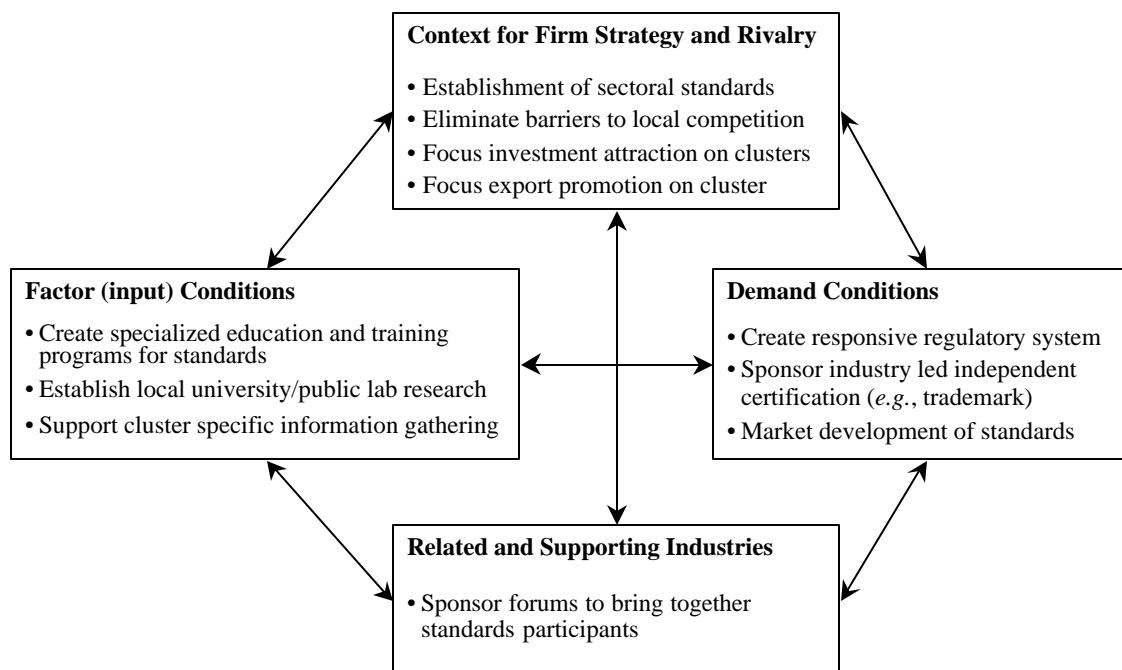 Context for Firm Strategy and Rivalry
• Establishment of sectoral standards
• Eliminate barriers to local competition
• Focus investment attraction on clusters
• Focus export promotion on cluster
Factor (input) Conditions
• Create specialized education and training
programs for standards
• Establish local university/public lab research
• Support cluster specific information gathering
Demand Conditions
• Create responsive regulatory system
• Sponsor industry led independent
certification (e.g., trademark)
• Market development of standards
Related and Supporting Industries
• Sponsor forums to bring together
standards participants